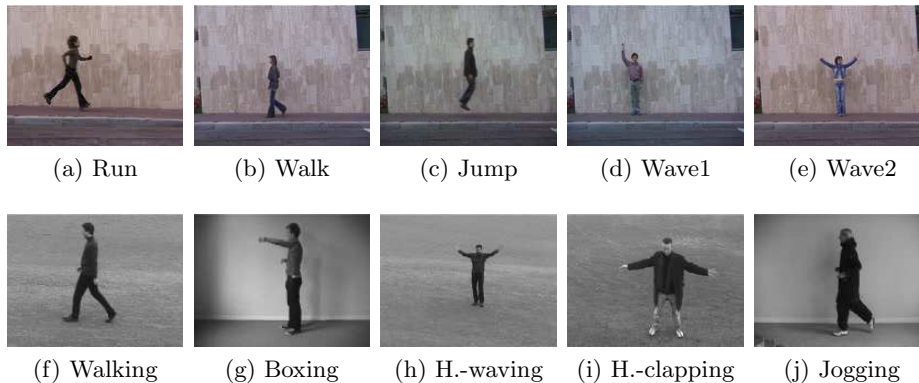 (a) Run (b) Walk (c) Jump (d) Wave1 (e) Wave2
(f) Walking (g) Boxing (h) H.-waving (i) H.-clapping (j) Jogging